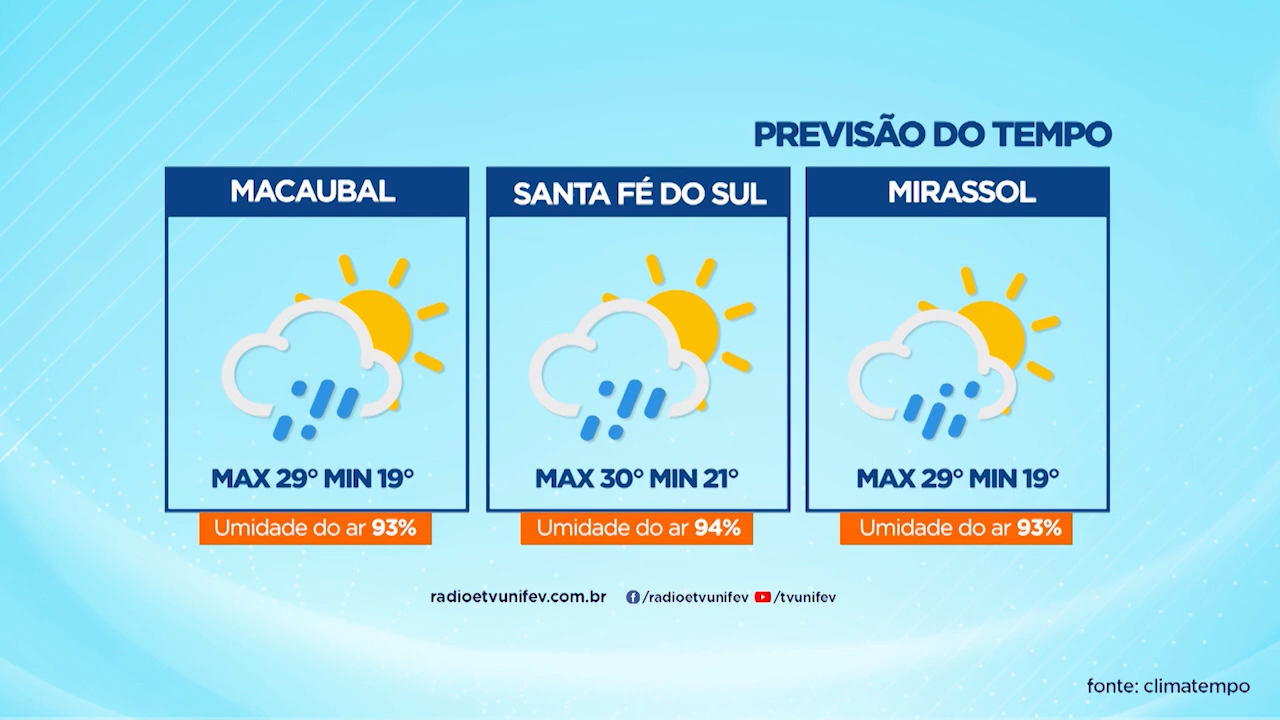 PREVISÃO DO TEMPO
MACAUBAL
MAX 29° MIN 19°
Umidade do ar 93%
SANTA FÉ DO SUL
MAX 30° MIN 21°
Umidade do ar 94%
MIRASSOL
MAX 29° MIN 19°
Umidade do ar 93%
radioetvunifev.com.br /radioetvunifev /tvunifev
fonte: climatempo